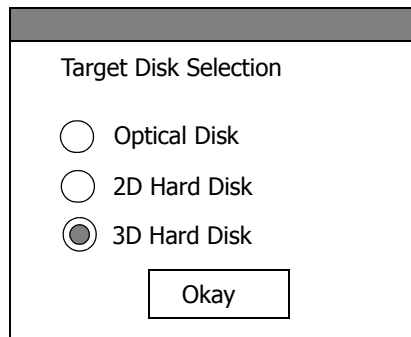 Target Disk Selection
Optical Disk
2D Hard Disk
3D Hard Disk
Okay